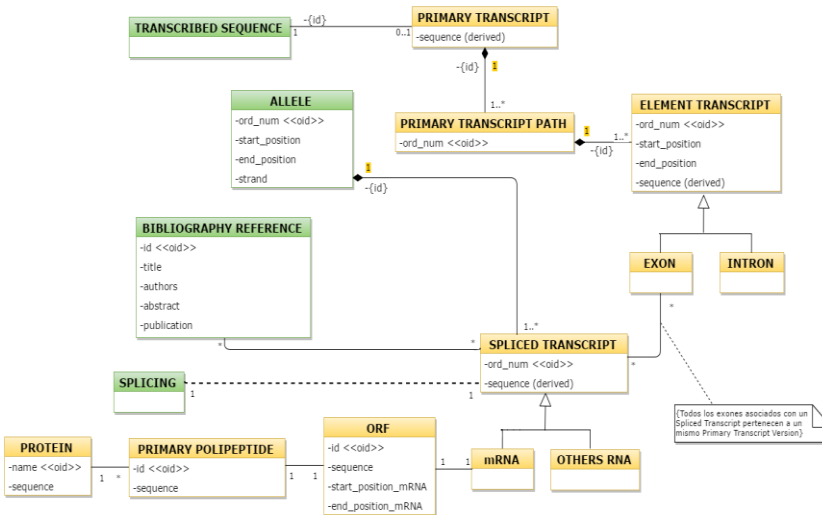 PRIMARY TRANSCRIPT
-sequence (derived)
TRANSCRIBED SEQUENCE
-{id}
1
0..1
-{id}
1
1..*
PRIMARY TRANSCRIPT PATH
-ord_num <<oid>>
1
1..*
-{id}
ELEMENT TRANSCRIPT
-ord_num <<oid>>
-start_position
-end_position
-sequence (derived)
ALLELE
-ord_num <<oid>>
-start_position
-end_position
-strand
1
-{id}
1..*
BIBLIOGRAPHY REFERENCE
-id <<oid>>
-title
-authors
-abstract
-publication
*
*
EXON
INTRON
*
*
SPLICED TRANSCRIPT
-ord_num <<oid>>
-sequence (derived)
SPLICING
1
1
{Todos los exones asociados con un
Spliced Transcript pertenecen a un
mismo Primary Transcript Version}
PROTEIN
-name <<oid>>
-sequence
1
*
PRIMARY POLIPEPTIDE
-id <<oid>>
-sequence
1
1
ORF
-id <<oid>>
-sequence
-start_position_mRNA
-end_position_mRNA
1
1
mRNA
OTHERS RNA